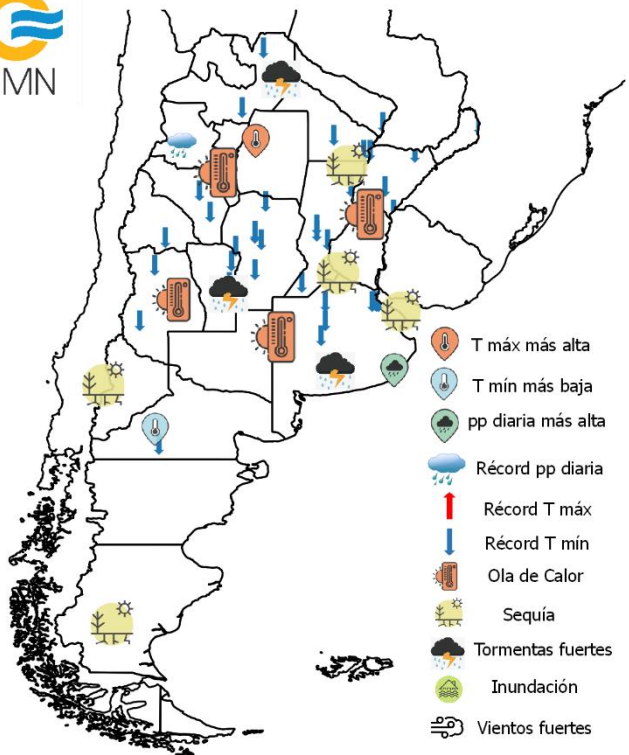 MN
T máx más alta
T mín más baja
pp diaria más alta
Récord pp diaria
Récord T máx
Récord T mín
Ola de Calor
Sequía
Tormentas fuertes
Inundación
Vientos fuertes